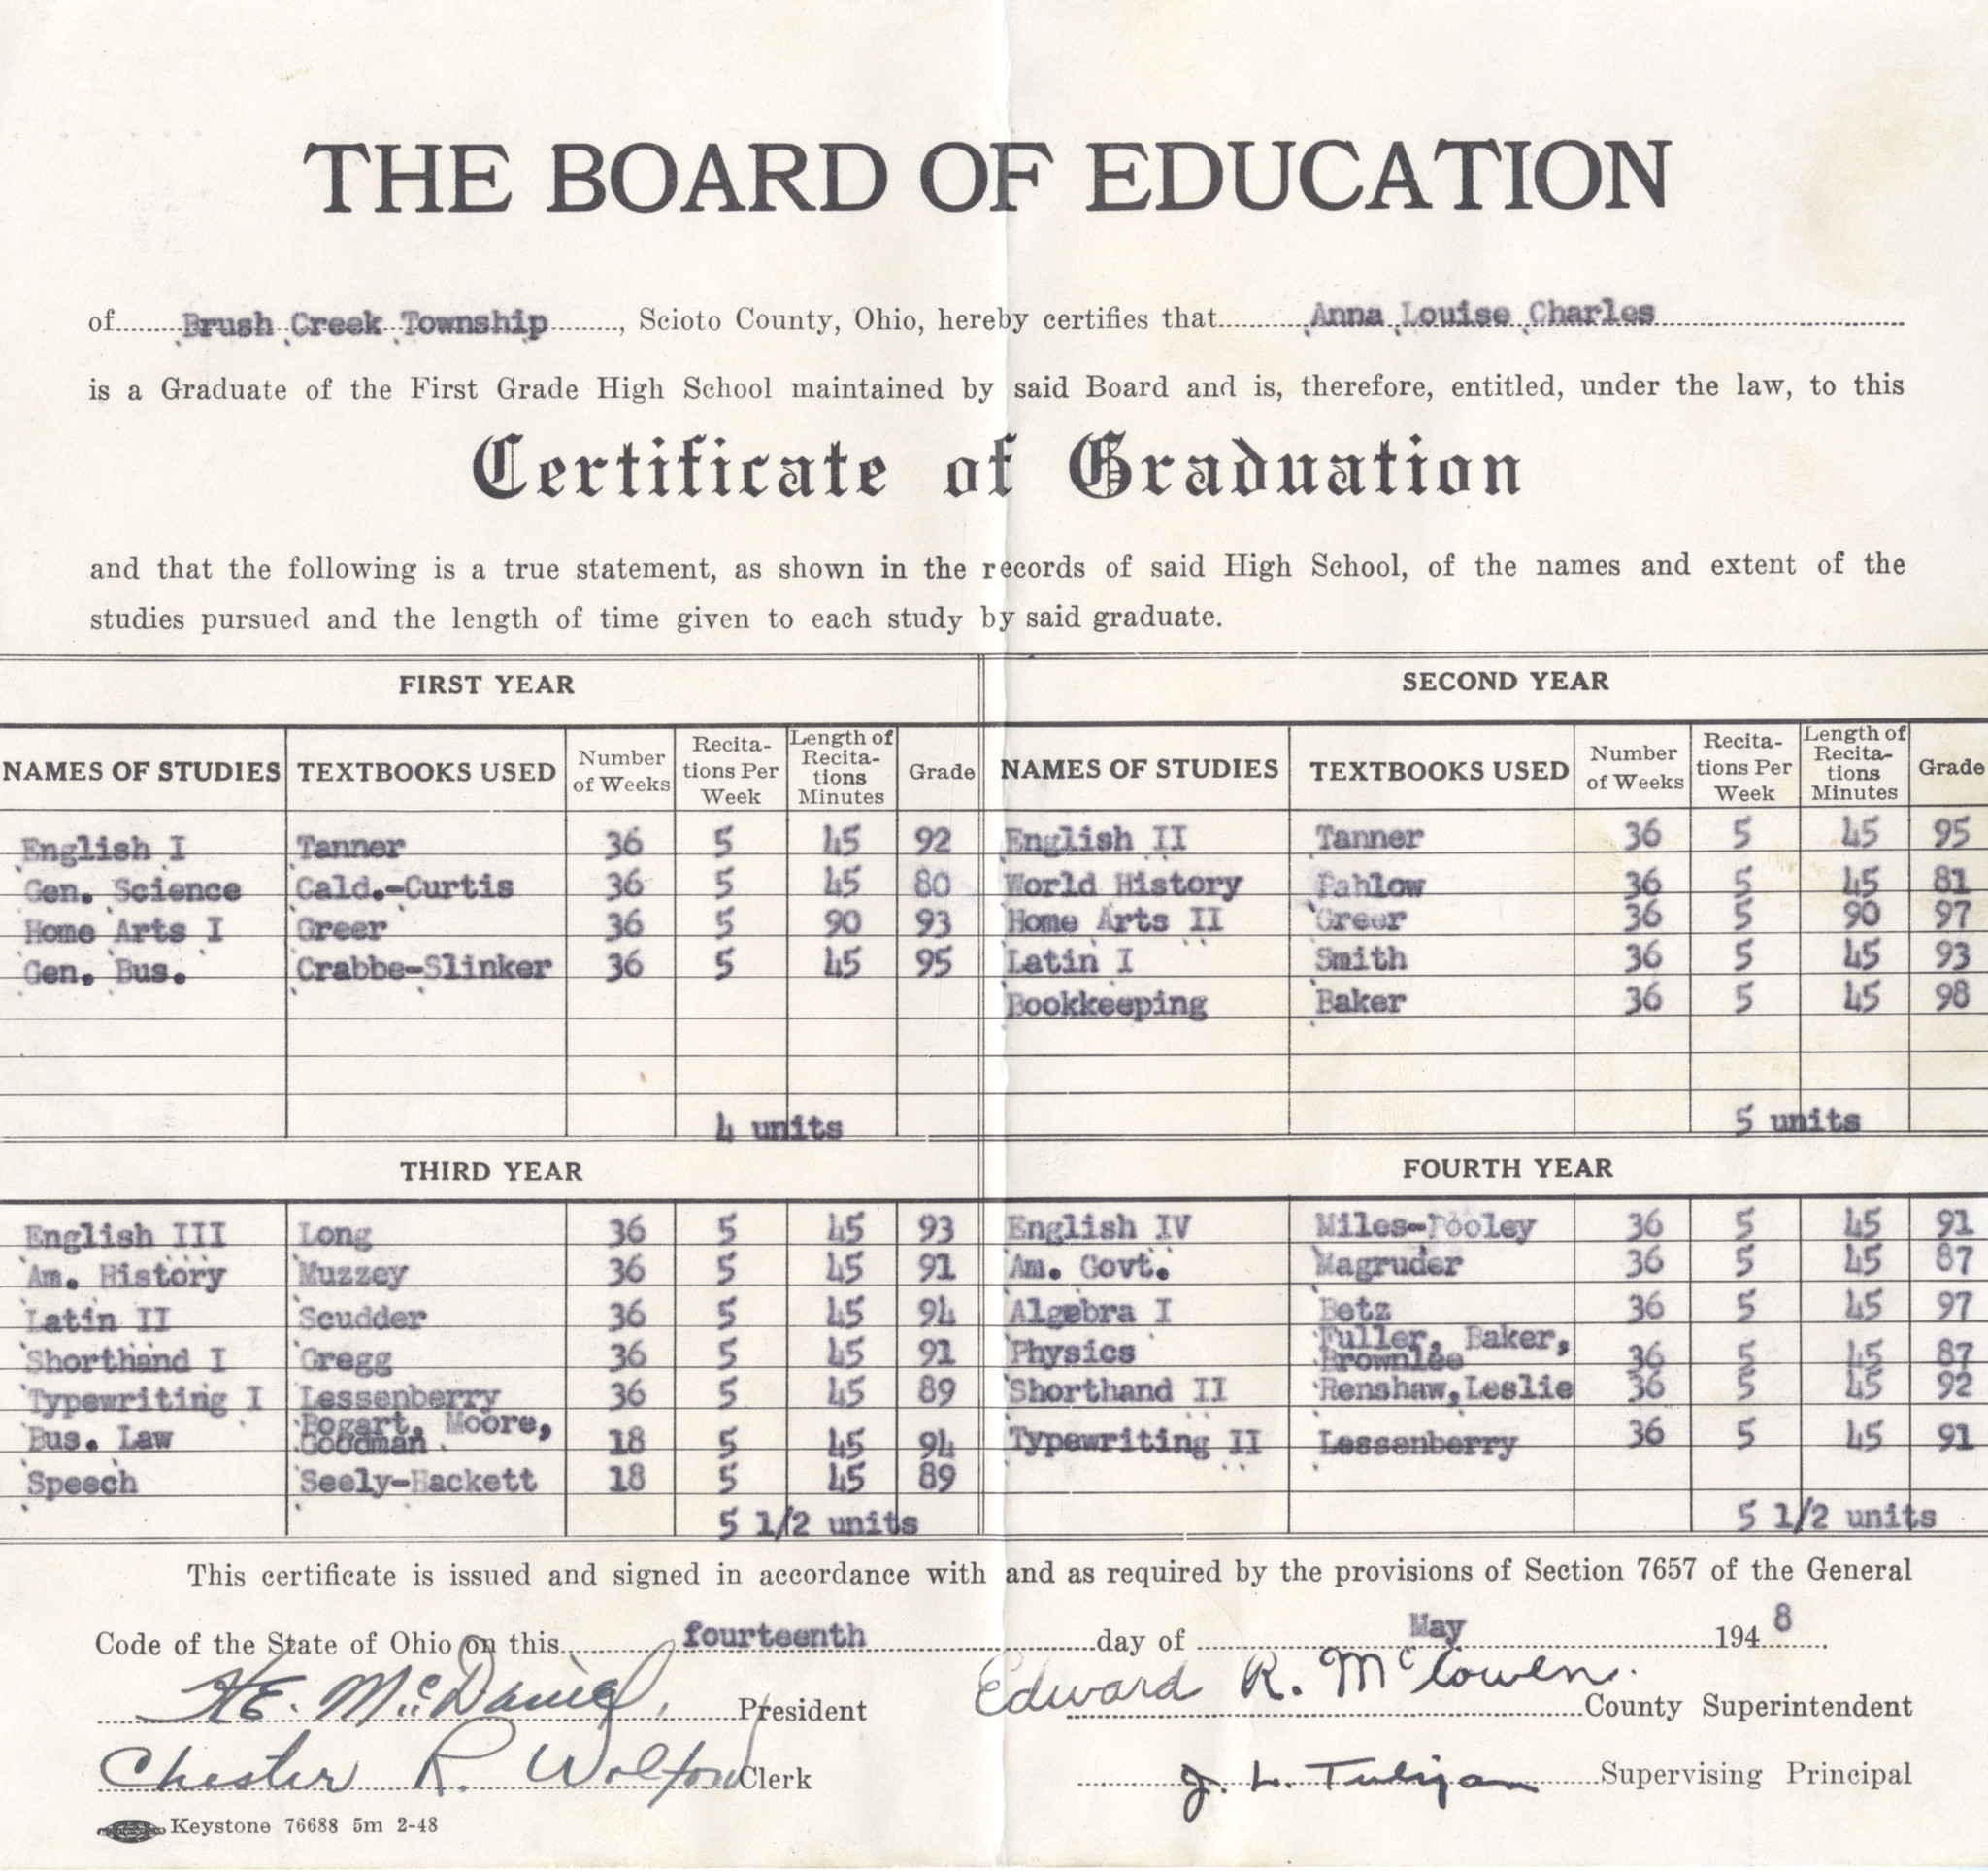 THE BOARD OF EDUCATION
of Brush Creek Township, Scioto County, Ohio, hereby certifies that Anna Louise Charles
is a Graduate of the First Grade High School maintained by said Board and is, therefore, entitled, under the law, to this
Certificate of Graduation
and that the following is a true statement, as shown in the records of said High School, of the names and extent of the
studies pursued and the length of time given to each study by said graduate.
FIRST YEAR
NAMES OF STUDIES TEXTBOOKS USED Number of Weeks Recita-tions Per Week Length of Recita-tions Minutes Grade
English I Tanner 36 5 45 92
Gen. Science Cald.-Curtis 36 5 45 80
Home Arts I Greer 36 5 90 93
Gen. Bus. Crabbe-Slinker 36 5 45 95
4 units
SECOND YEAR
NAMES OF STUDIES TEXTBOOKS USED Number of Weeks Recita-tions Per Week Length of Recita-tions Minutes Grade
English II Tanner 36 5 45 95
World History Pahlow 36 5 45 81
Home Arts II Greer 36 5 90 97
Latin I Smith 36 5 45 93
Bookkeeping Baker 36 5 45 98
5 units
THIRD YEAR
English III Long 36 5 45 93
Am. History Muzzey 36 5 45 91
Latin II Scudder 36 5 45 94
Shorthand I Gregg 36 5 45 91
Typewriting I Lessenberry 36 5 45 89
Bus. Law Bogart, Moore, Goodman 18 5 45 94
Speech Seely-Hackett 18 5 45 89
5 1/2 units
FOURTH YEAR
English IV Miles-Pooley 36 5 45 91
Am. Govt. Magruder 36 5 45 87
Algebra I Betz 36 5 45 97
Physics Fuller, Baker, Brownlee 36 5 45 87
Shorthand II Renshaw,Leslie 36 5 45 92
Typewriting II Lessenberry 36 5 45 91
5 1/2 units
This certificate is issued and signed in accordance with and as required by the provisions of Section 7657 of the General
Code of the State of Ohio on this fourteenth day of May 1948
H.E. McDaniel, President
Edward R. McCowen. County Superintendent
Chester R. Wolfon Clerk
J. L. Supervising Principal
Keystone 76688 5m 2-48